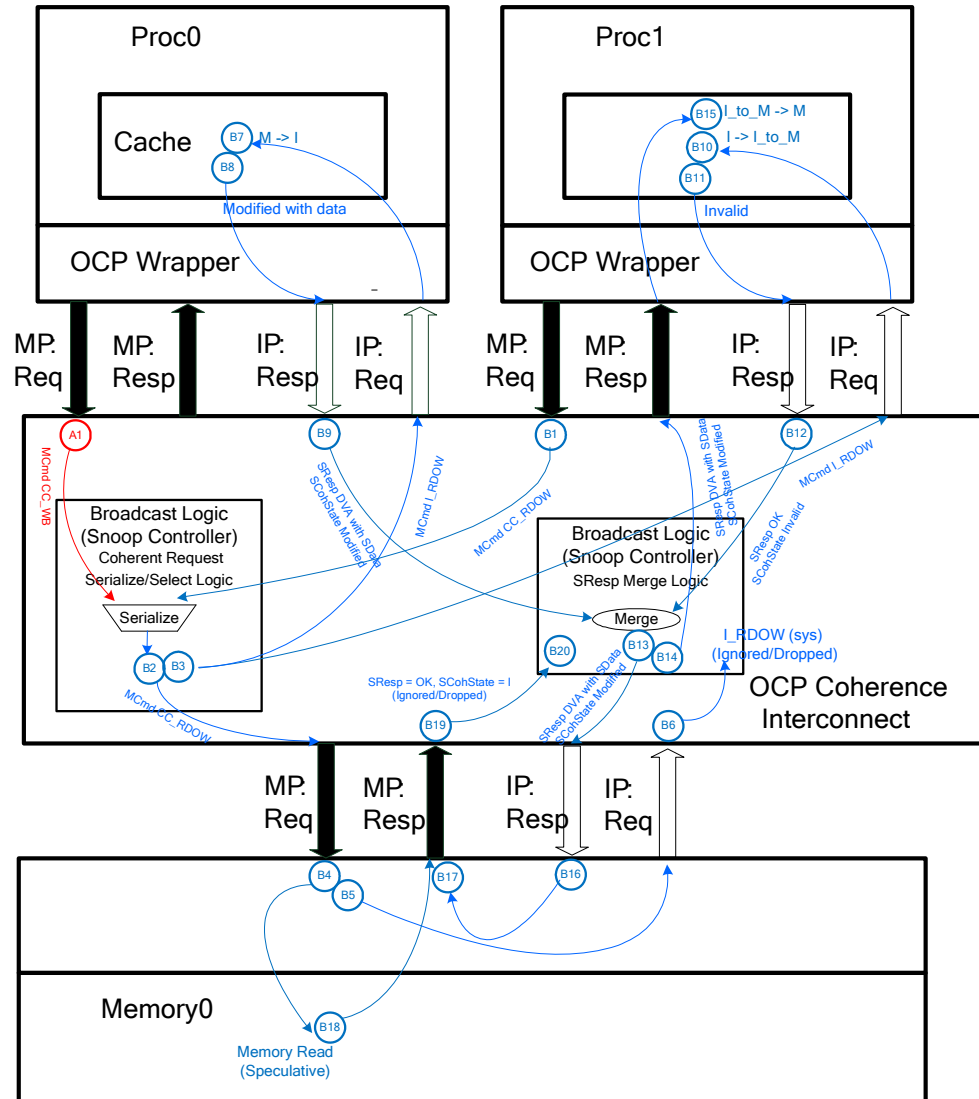 Proc0
Proc1
Cache
B7
M -> I
B8
Modified with data
B15
I_to_M -> M
B10
I -> I_to_M
B11
Invalid
OCP Wrapper
OCP Wrapper
MP:
Req
MP:
Resp
IP:
Resp
IP:
Req
MP:
Req
MP:
Resp
IP:
Resp
IP:
Req
A1
B9
B1
B12
MCmd CC_WB
SResp DVA with SData
SCohState Modified
MCmd I_RDOW
MCmd CC_RDOW
SResp DVA with SData
SCohState Modified
SResp OK
SCohState Invalid
MCmd I_RDOW
Broadcast Logic
(Snoop Controller)
Coherent Request
Serialize/Select Logic
Serialize
B2
B3
MCmd CC_RDOW
Broadcast Logic
(Snoop Controller)
SResp Merge Logic
Merge
B20
B13
B14
SResp = OK, SCohState = I
(Ignored/Dropped)
B19
SResp DVA with SData
SCohState Modified
I_RDOW (sys)
(Ignored/Dropped)
B6
OCP Coherence
Interconnect
MP:
Req
MP:
Resp
IP:
Resp
IP:
Req
B4
B5
B17
B16
Memory0
B18
Memory Read
(Speculative)